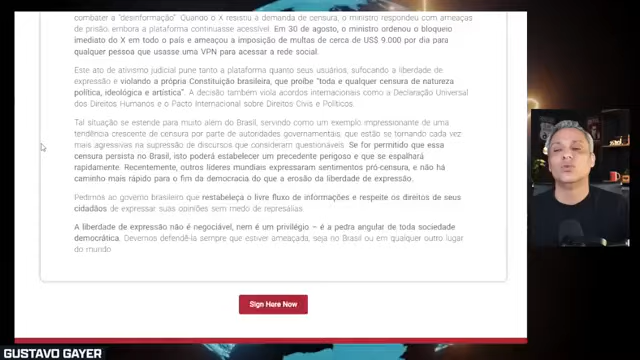 combater a "desinformação" Quando o X resistiu à demanda de censura, o ministro respondeu com ameaças
de prisão, embora a plataforma continuasse acessível. Em 30 de agosto, o ministro ordenou o bloqueio
imediato do X em todo o país e ameaçou a imposição de multas de cerca de US$ 9.000 por dia para
qualquer pessoa que usasse uma VPN para acessar a rede social.
Este ato de ativismo judicial pune tanto a plataforma quanto seus usuários, sufocando a liberdade de
expressão e violando a própria Constituição brasileira, que proíbe "toda e qualquer censura de natureza
política, ideológica e artística". A decisão também viola acordos internacionais como a Declaração Universal
dos Direitos Humanos e o Pacto Internacional sobre Direitos Civis e Políticos.
Tal situação se estende para muito além do Brasil, servindo como um exemplo impressionante de uma
tendência crescente de censura por parte de autoridades governamentais, que estão se tornando cada vez
mais agressivas na supressão de discursos que consideram questionáveis. Se for permitido que essa
censura persista no Brasil, isto poderá estabelecer um precedente perigoso e que se espalhará
rapidamente. Recentemente, outros líderes mundiais expressaram sentimentos pró-censura, e não há
caminho mais rápido para o fim da democracia do que a erosão da liberdade de expressão.
Pedimos ao governo brasileiro que restabeleça o livre fluxo de informações e respeite os direitos de seus
cidadãos de expressar suas opiniões sem medo de represálias.
A liberdade de expressão não é negociável, nem é um privilégio – é a pedra angular de toda sociedade
democrática. Devemos defendê-la sempre que estiver ameaçada, seja no Brasil ou em qualquer outro lugar
do mundo
Sign Here Now
GUSTAVO GAYER